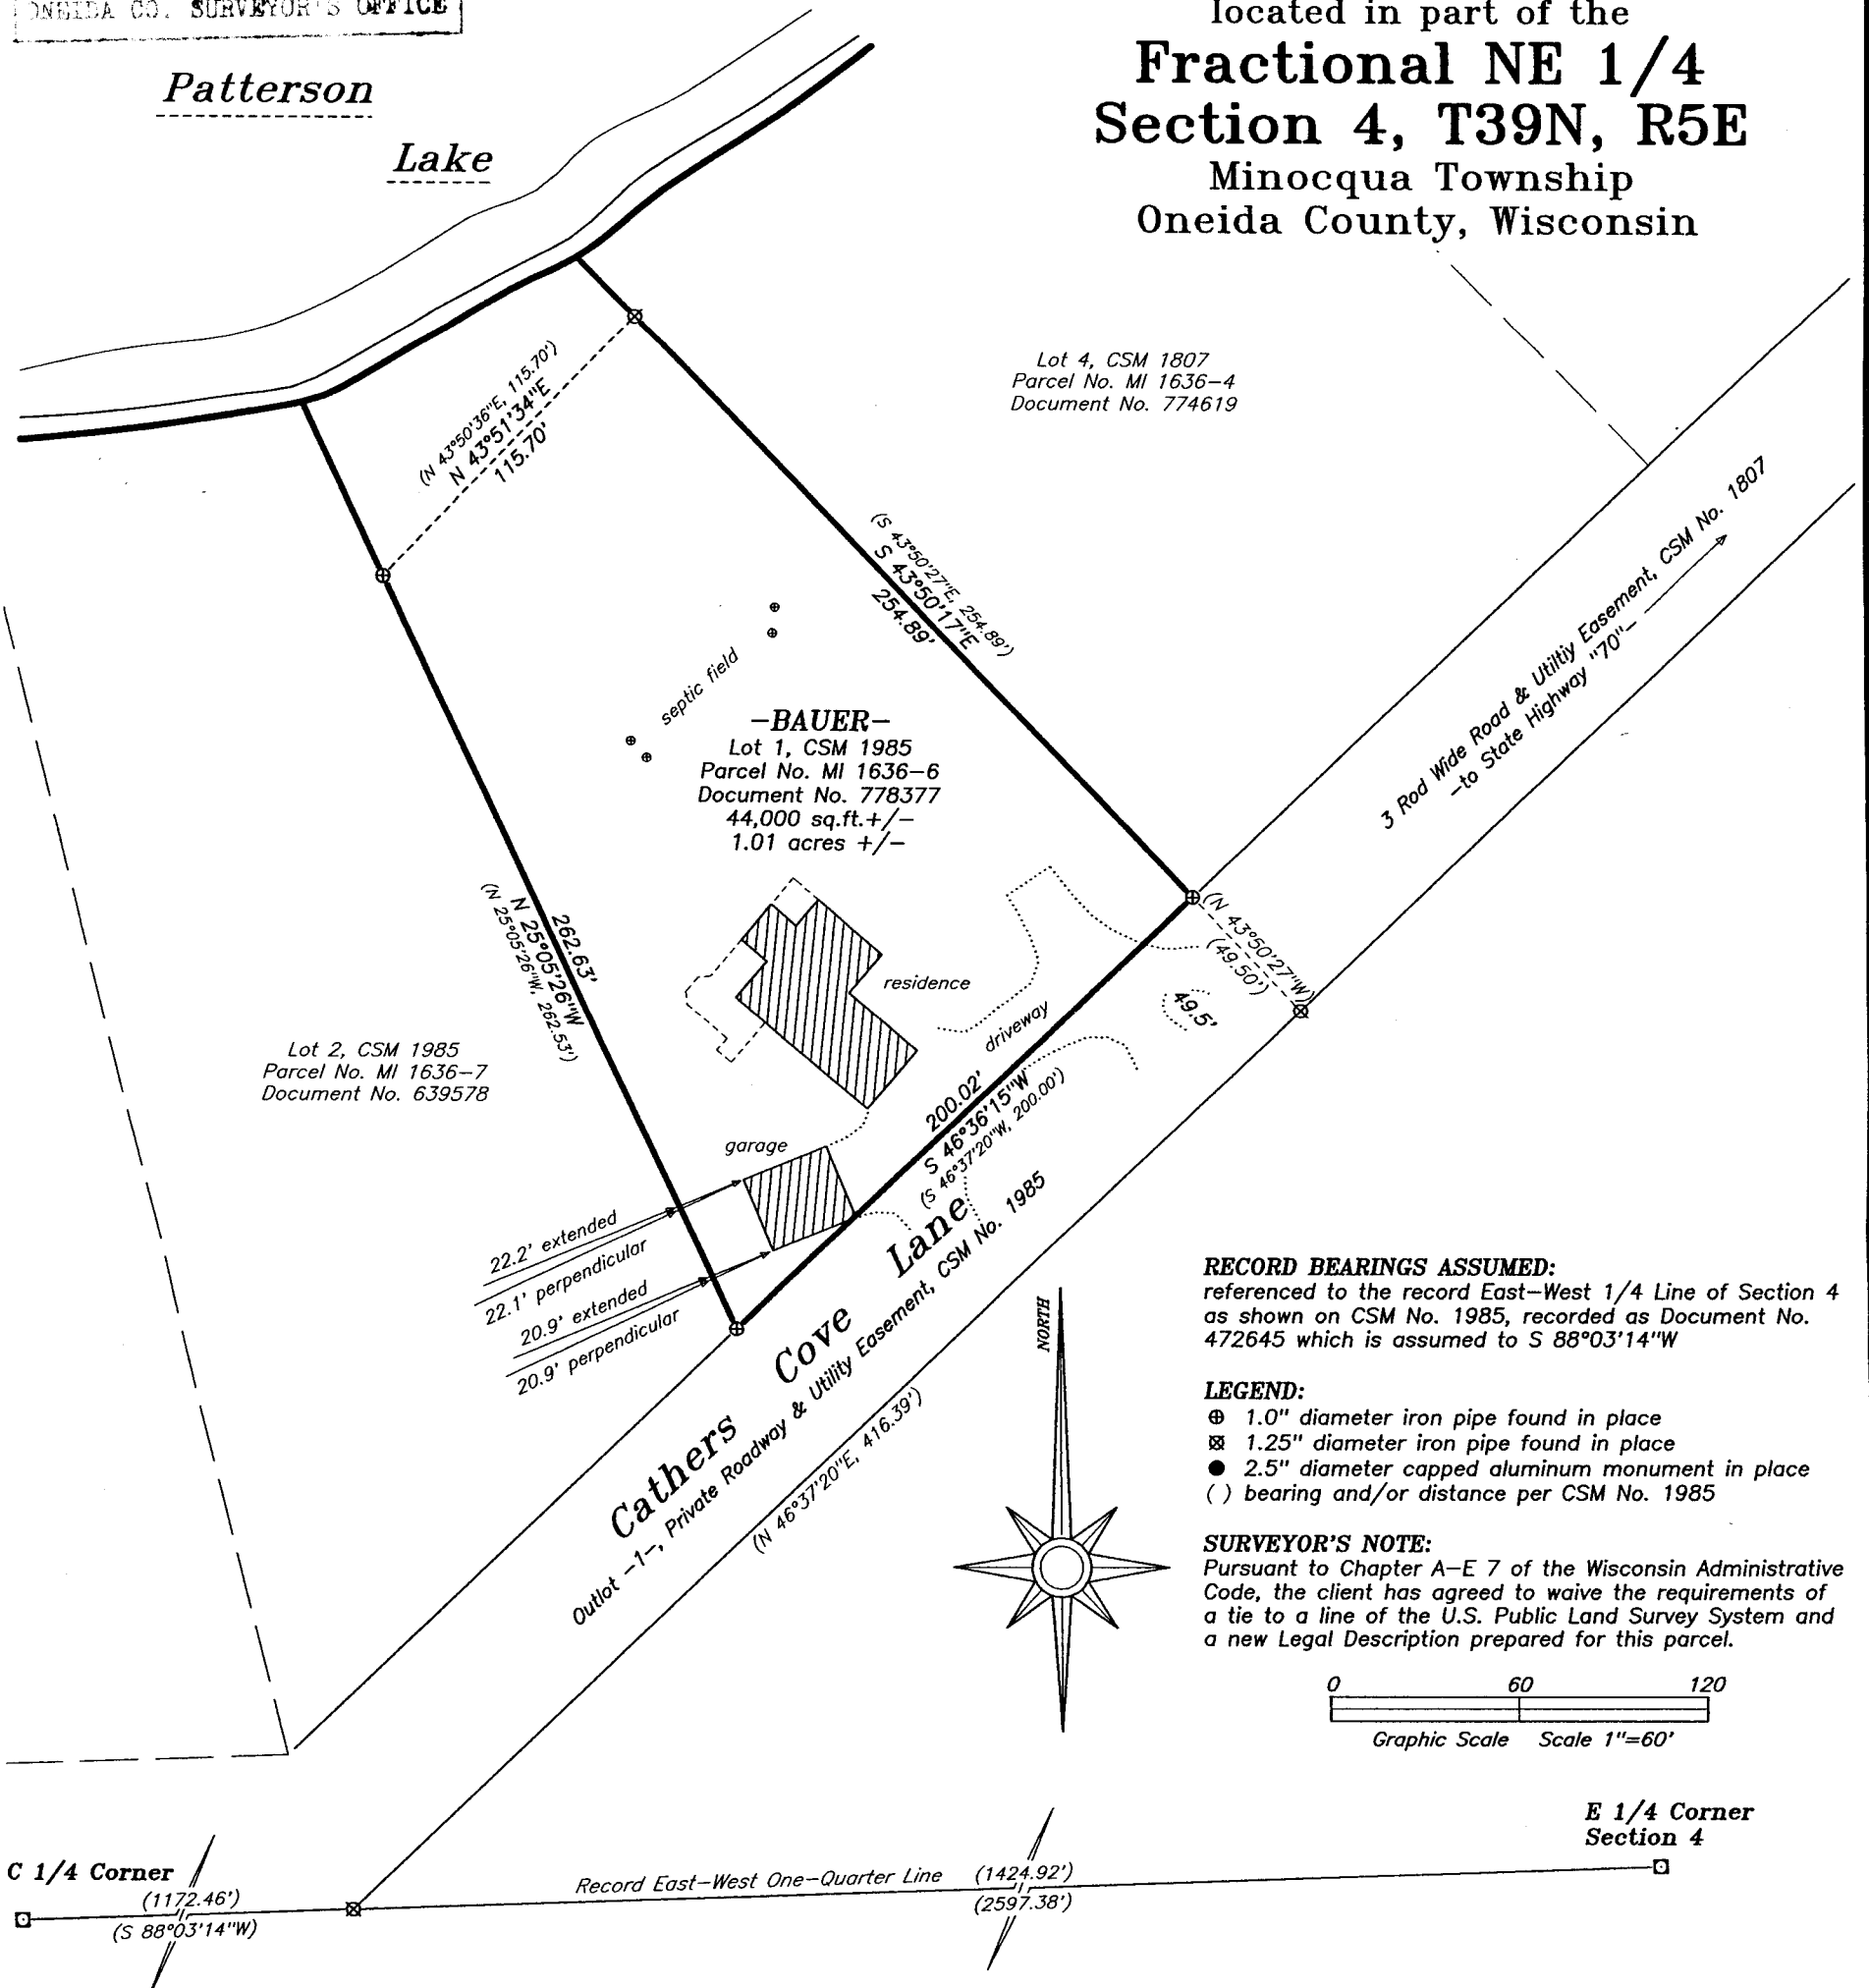 ONEIDA CO. SURVEYOR'S OFFICE
located in part of the
Fractional NE 1/4
Section 4, T39N, R5E
Minocqua Township
Oneida County, Wisconsin
Patterson
Lake
(N 43°50'36"E, 115.70')
N 43°51'34"E
115.70'
Lot 4, CSM 1807
Parcel No. MI 1636-4
Document No. 774619
(S 43°50'27"E, 254.89')
S 43°50'17"E
254.89'
3 Rod Wide Road & Utiltiy Easement, CSM No. 1807
-to State Highway "70"-
septic field
-BAUER-
Lot 1, CSM 1985
Parcel No. MI 1636-6
Document No. 778377
44,000 sq.ft.+/-
1.01 acres +/-
262.63'
N 25°05'26"W
(N 25°05'26"W, 262.53')
residence
driveway
(N 43°50'27"W)
(49.50')
49.5'
Lot 2, CSM 1985
Parcel No. MI 1636-7
Document No. 639578
200.02'
S 46°36'15"W
(S 46°37'20"W, 200.00')
garage
22.2' extended
22.1' perpendicular
20.9' extended
20.9' perpendicular
Cathers Cove Lane
Outlot -1-, Private Roadway & Utility Easement, CSM No. 1985
(N 46°37'20"E, 416.39')
NORTH
RECORD BEARINGS ASSUMED:
referenced to the record East-West 1/4 Line of Section 4
as shown on CSM No. 1985, recorded as Document No.
472645 which is assumed to S 88°03'14"W
LEGEND:
1.0" diameter iron pipe found in place
1.25" diameter iron pipe found in place
2.5" diameter capped aluminum monument in place
( ) bearing and/or distance per CSM No. 1985
SURVEYOR'S NOTE:
Pursuant to Chapter A-E 7 of the Wisconsin Administrative
Code, the client has agreed to waive the requirements of
a tie to a line of the U.S. Public Land Survey System and
a new Legal Description prepared for this parcel.
0 60 120
Graphic Scale Scale 1"=60'
E 1/4 Corner
Section 4
C 1/4 Corner
(1172.46')
(S 88°03'14"W)
Record East-West One-Quarter Line (1424.92')
(2597.38')